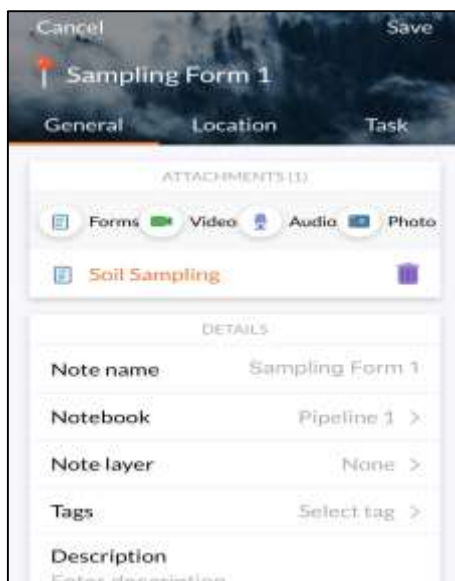 Cancel Save
Sampling Form 1
General Location Task
ATTACHMENTS (1)
Forms Video Audio Photo
Soil Sampling
DETAILS
Note name Sampling Form 1
Notebook Pipeline 1 >
Note layer None >
Tags Select tag >
Description
Enter description